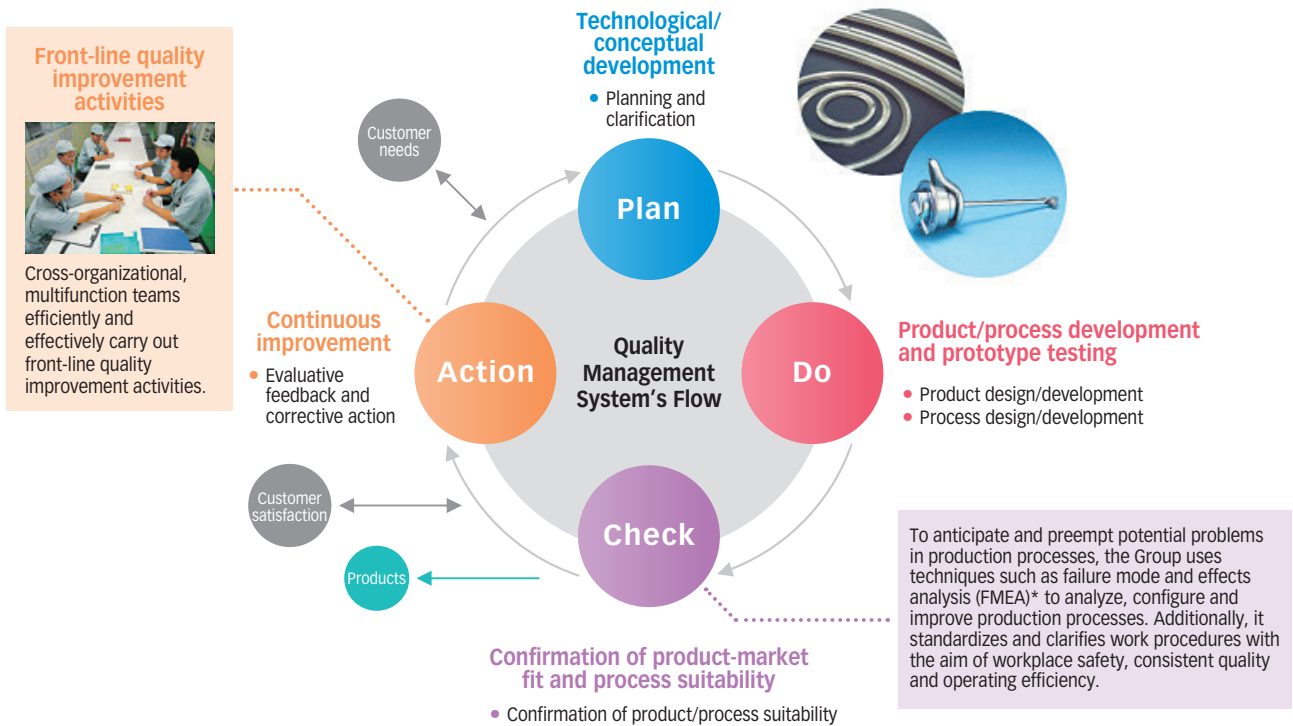 Front-line quality
improvement
activities
Cross-organizational,
multifunction teams
efficiently and
effectively carry out
front-line quality
improvement activities.
Technological/
conceptual
development
• Planning and
clarification
Customer
needs
Plan
Continuous
improvement
• Evaluative
feedback and
corrective action
Action
Quality
Management
System's Flow
Do
Product/process development
and prototype testing
• Product design/development
• Process design/development
Customer
satisfaction
Products
Check
Confirmation of product-market
fit and process suitability
• Confirmation of product/process suitability
To anticipate and preempt potential problems
in production processes, the Group uses
techniques such as failure mode and effects
analysis (FMEA)* to analyze, configure and
improve production processes. Additionally, it
standardizes and clarifies work procedures with
the aim of workplace safety, consistent quality
and operating efficiency.